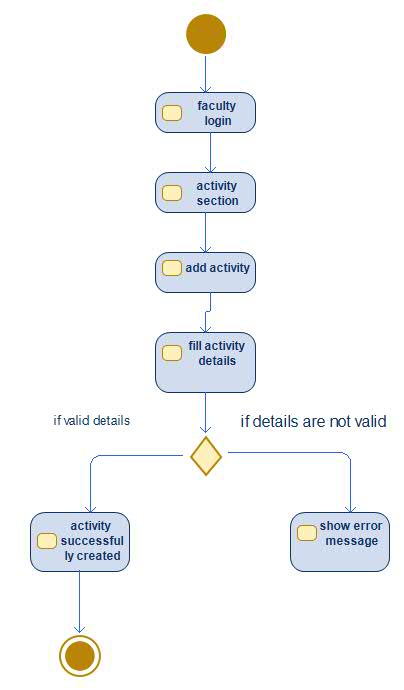 faculty
login
activity
section
add activity
fill activity
details
if valid details
if details are not valid
activity
successful
ly created
show error
message